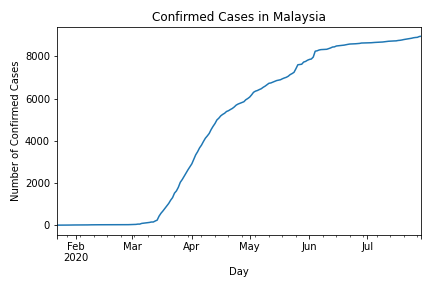 Confirmed Cases in Malaysia
Number of Confirmed Cases
8000
6000
4000
2000
0
Feb Mar Apr May Jun Jul
2020
Day